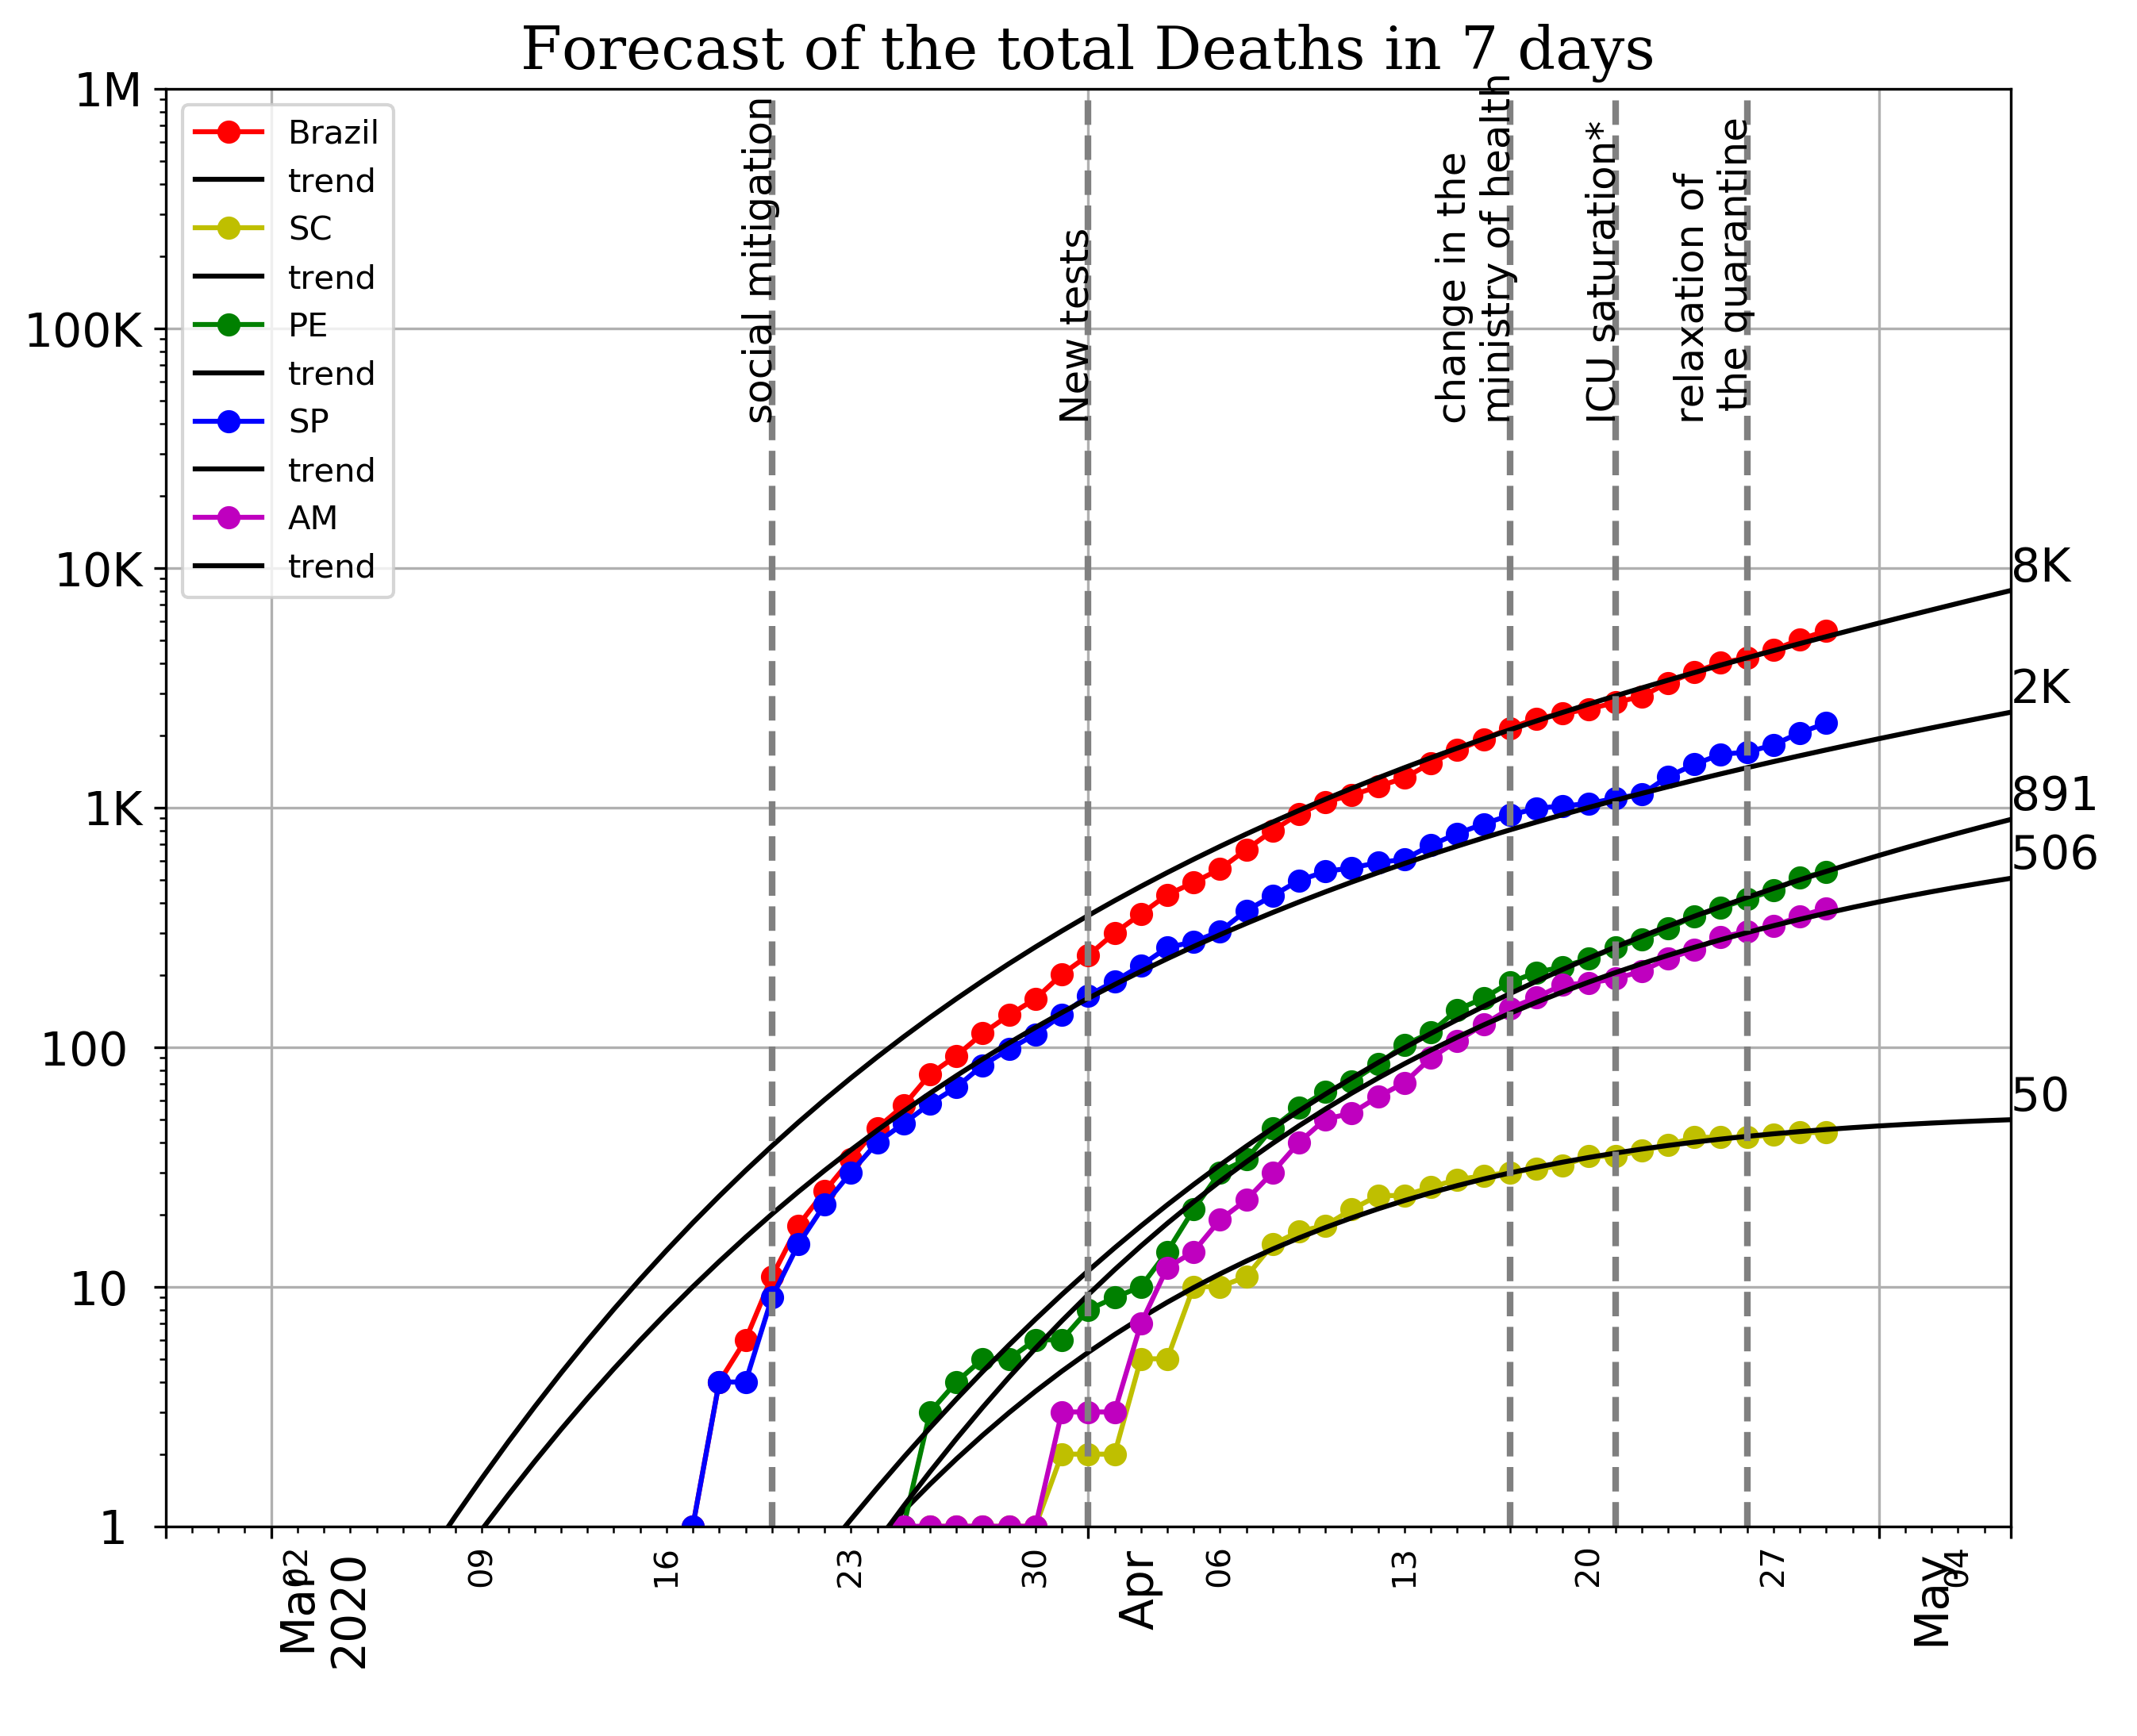 Forecast of the total Deaths in 7 days
1M
100K
10K
1K
100
10
1
Brazil
trend
SC
trend
PE
trend
SP
trend
AM
trend
social mitigation
New tests
change in the
ministry of health
ICU saturation*
relaxation of
the quarantine
8K
2K
891
506
50
02
09
16
23
30
06
13
20
27
04
Mar
2020
Apr
May